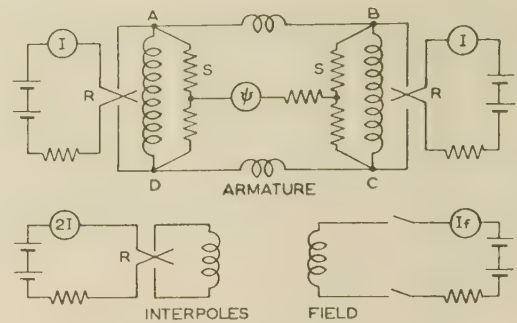 A B
I I
S ψ S
R R
D C
ARMATURE
2I If
R
INTERPOLES FIELD